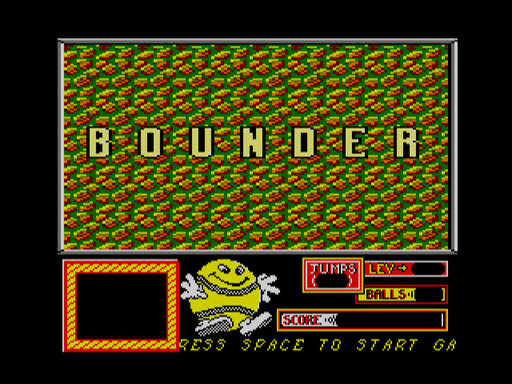 BOUNDER
JUMPS
LEV
BALLS
SCORE
RESS SPACE TO START GA